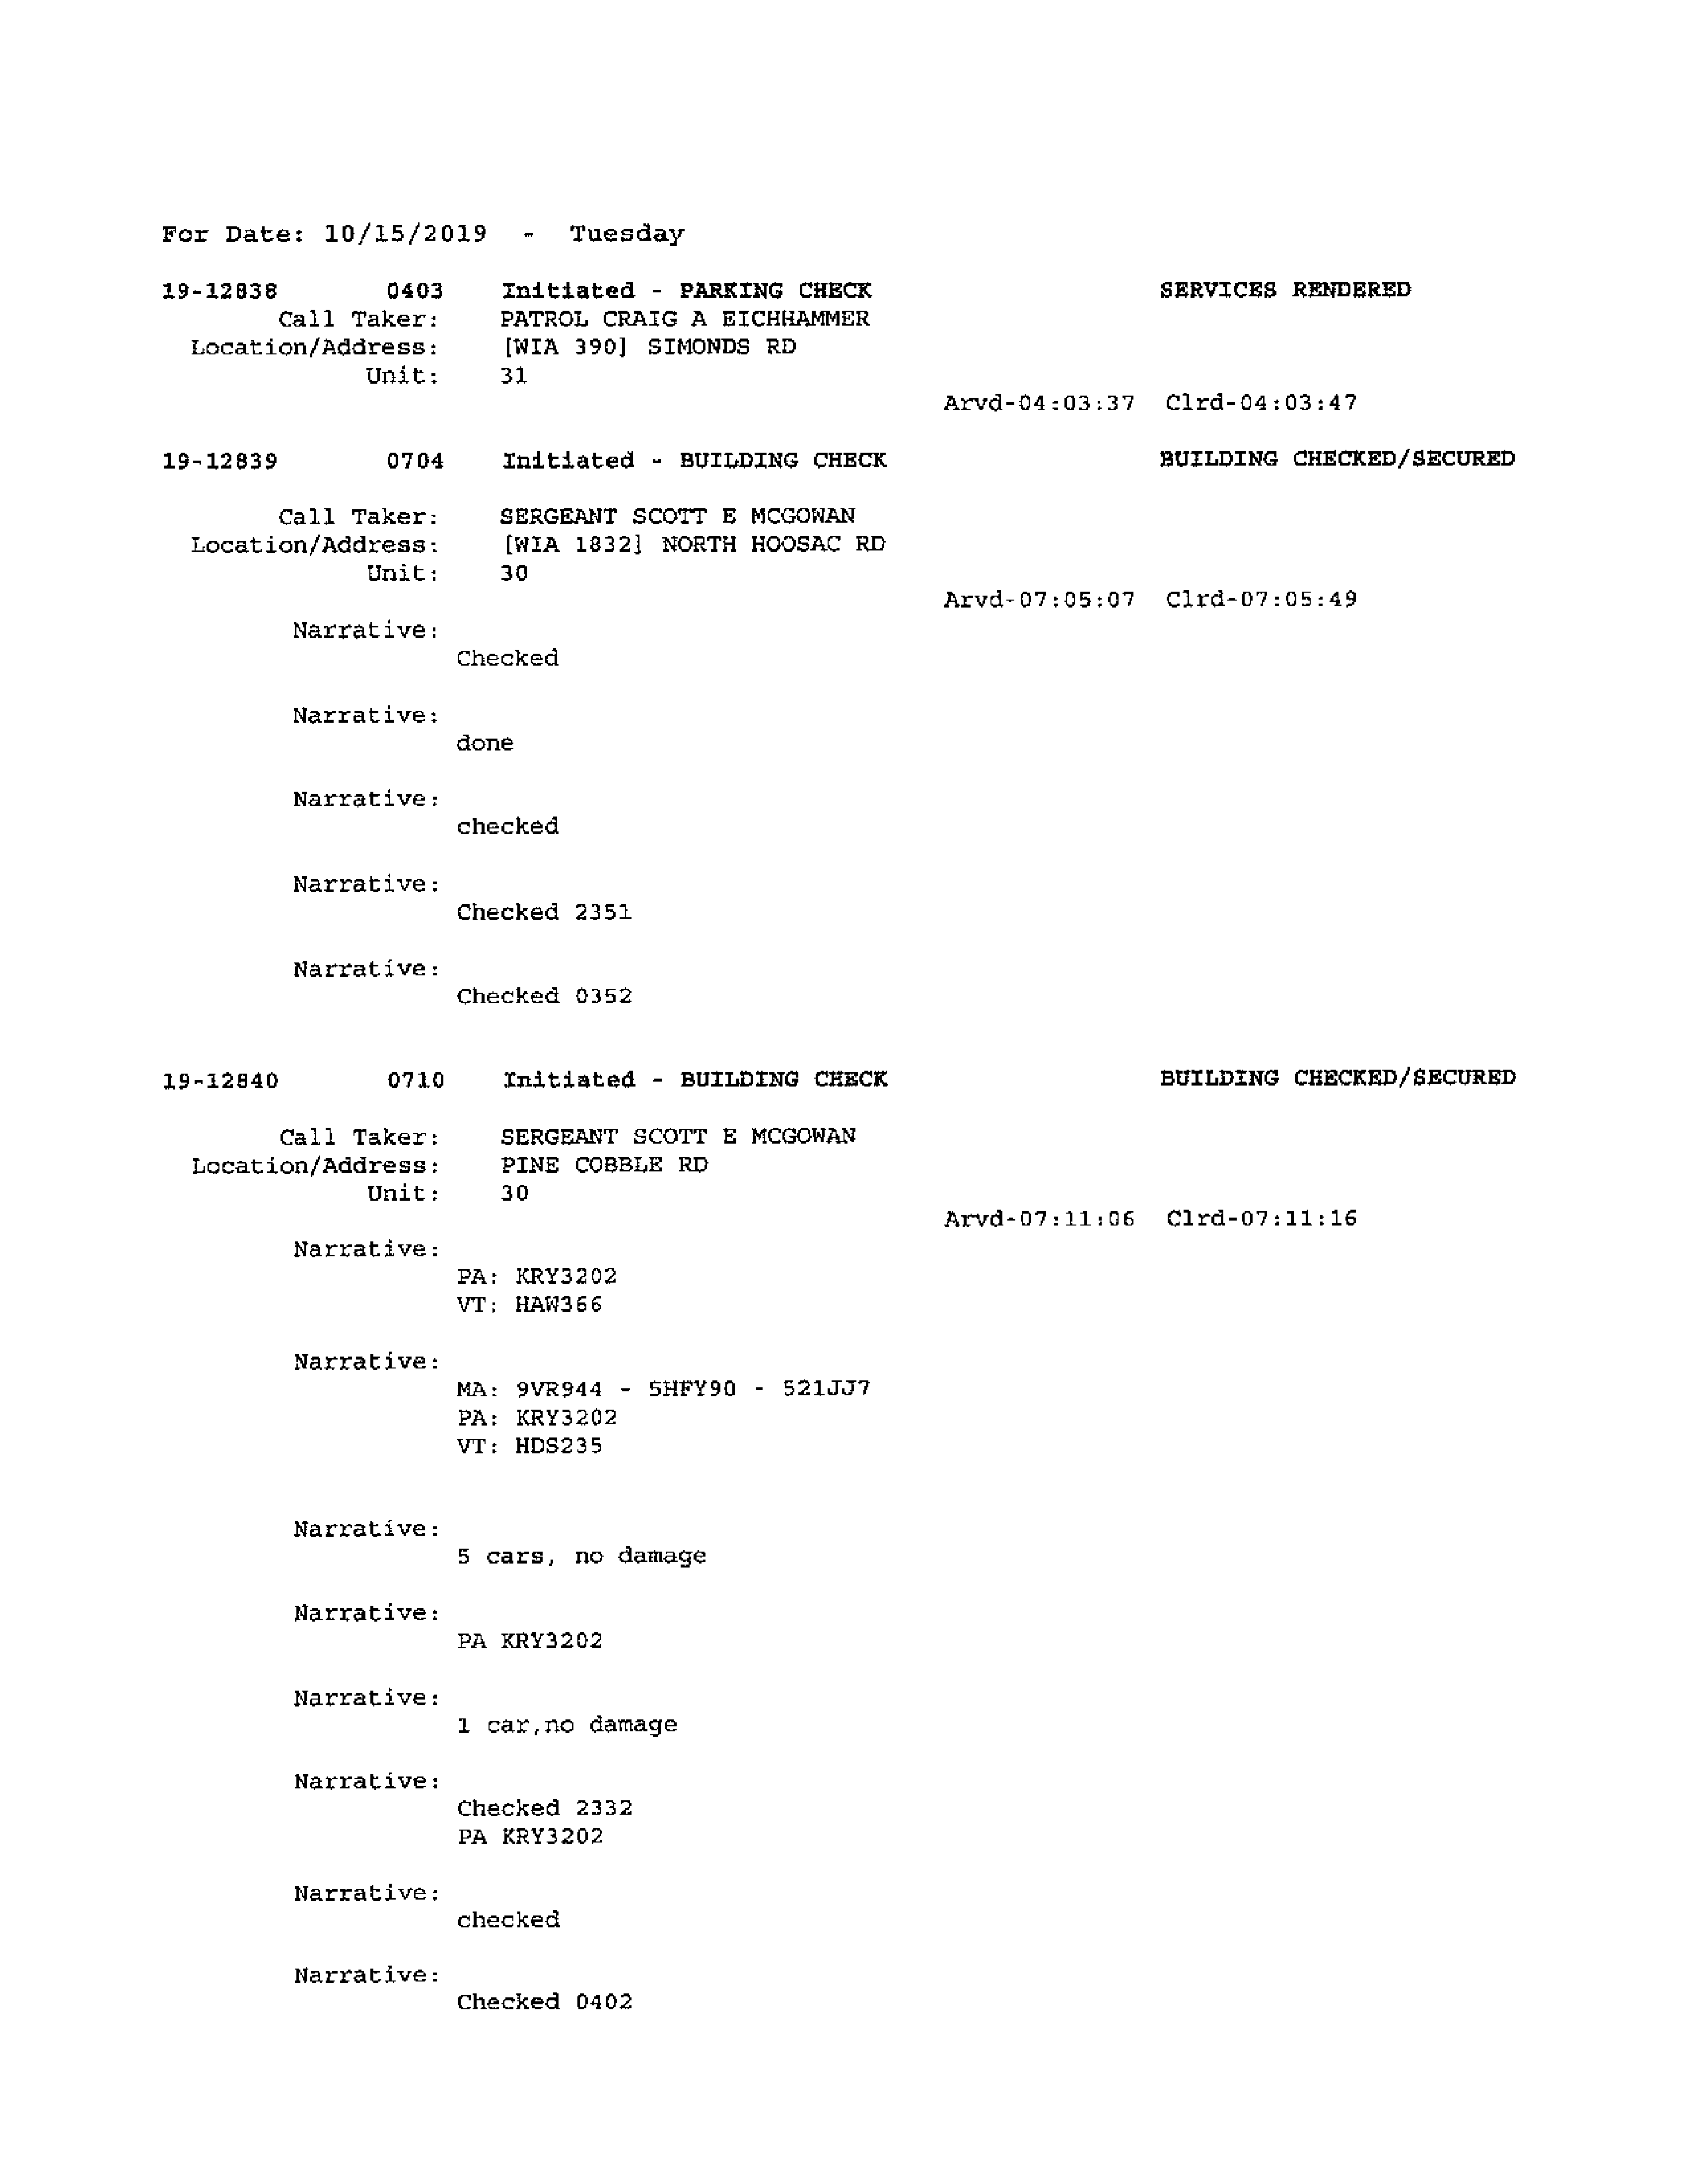 For Date: 10/15/2019 - Tuesday
19-12838 0403 Initiated - PARKING CHECK SERVICES RENDERED
Call Taker: PATROL CRAIG A EICHHAMMER
Location/Address: [WIA 390] SIMONDS RD
Unit: 31
Arvd-04:03:37 Clrd-04:03:47
19-12839 0704 Initiated - BUILDING CHECK BUILDING CHECKED/SECURED
Call Taker: SERGEANT SCOTT E MCGOWAN
Location/Address: [WIA 1832] NORTH HOOSAC RD
Unit: 30
Arvd-07:05:07 Clrd-07:05:49
Narrative:
Checked
Narrative:
done
Narrative:
checked
Narrative:
Checked 2351
Narrative:
Checked 0352
19-12840 0710 Initiated - BUILDING CHECK BUILDING CHECKED/SECURED
Call Taker: SERGEANT SCOTT E MCGOWAN
Location/Address: PINE COBBLE RD
Unit: 30
Arvd-07:11:06 Clrd-07:11:16
Narrative:
PA: KRY3202
VT: HAW366
Narrative:
MA: 9VR944 - 5HFY90 - 521JJ7
PA: KRY3202
VT: HDS235
Narrative:
5 cars, no damage
Narrative:
PA KRY3202
Narrative:
1 car,no damage
Narrative:
Checked 2332
PA KRY3202
Narrative:
checked
Narrative:
Checked 0402